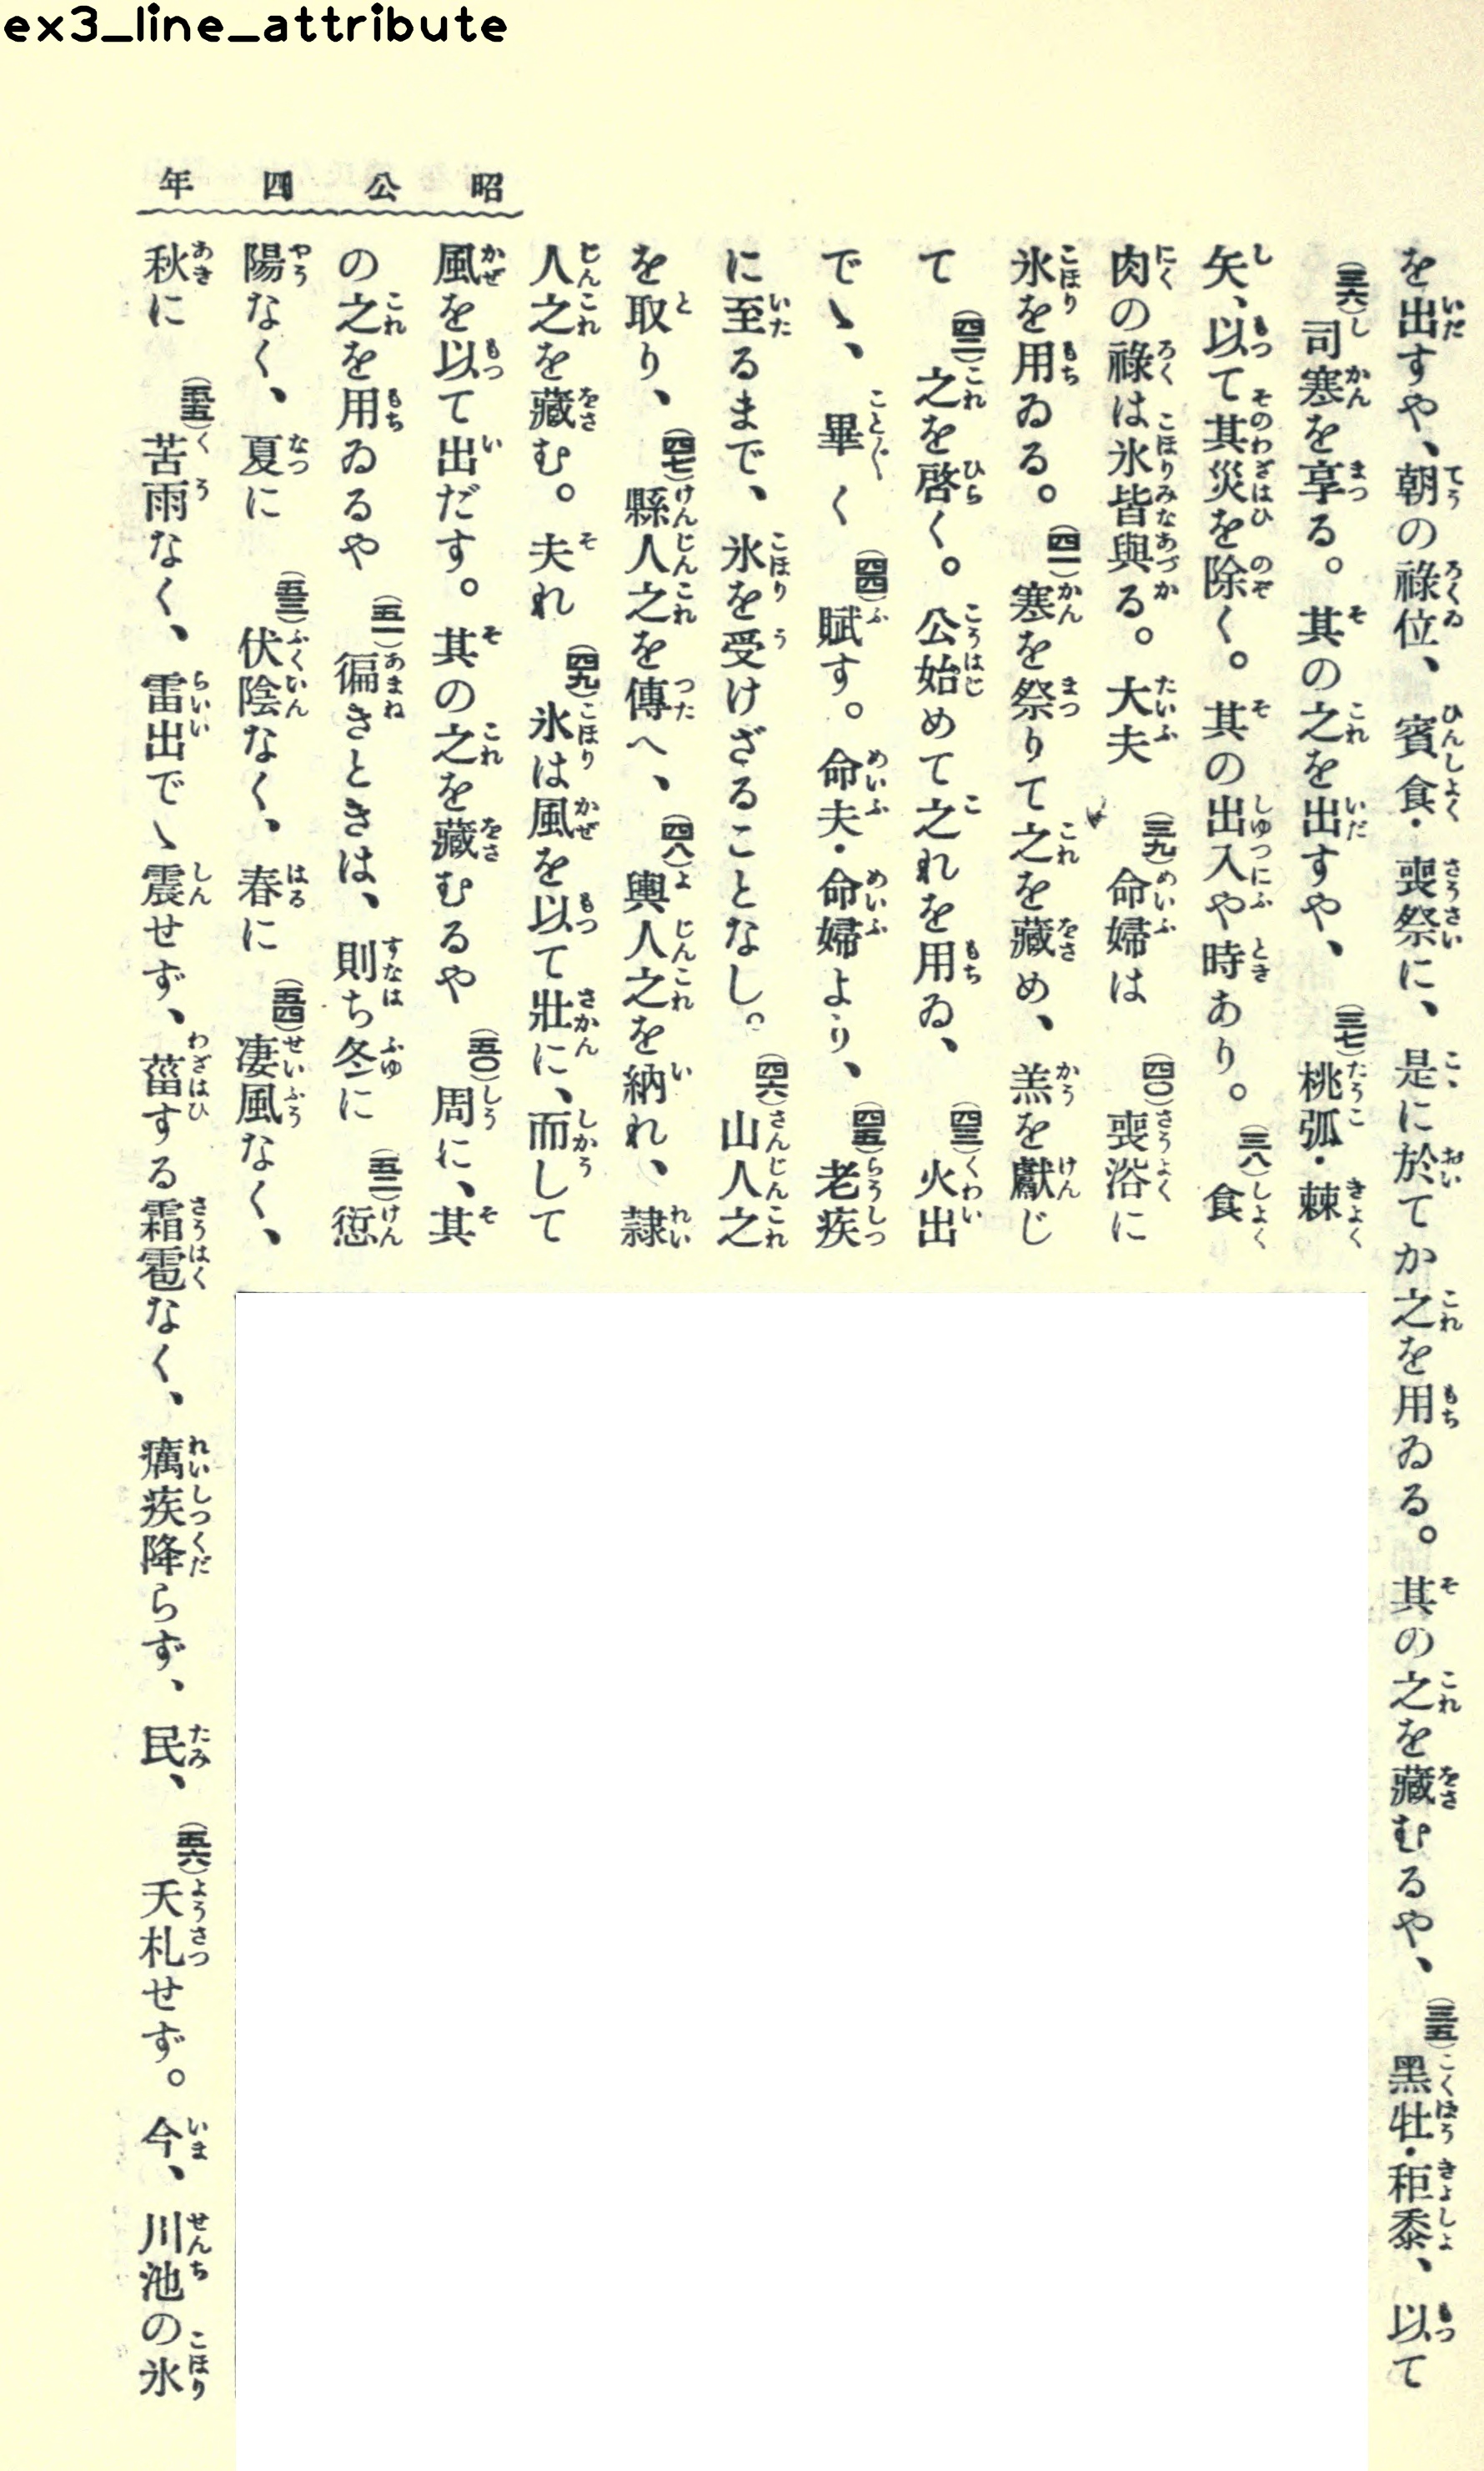 ex3_line_attribute
昭公四年
を出すや、朝の祿位、賓食・喪祭に、是に於てか之を用ゐる。其の之を藏むるや、(三五)黑牡・秬黍、以て
(三六)司寒を享る。其の之を出すや、(三七)桃弧・棘
矢、以て其災を除く。其の出入や時あり。(三八)食
肉の祿は氷皆與る。大夫(三九)命婦は(四〇)喪浴に
氷を用ゐる。(四一)寒を祭りて之を藏め、羔を獻じ
て(四二)之を啓く。公始めて之れを用ゐ、(四三)火出
でゝ、畢く(四四)賦す。命夫・命婦より、(四五)老疾
に至るまで、氷を受けざることなし。(四六)山人之
を取り、(四七)縣人之を傳へ、(四八)輿人之を納れ、隷
人之を藏む。夫れ(四九)氷は風を以て壯に、而して
風を以て出だす。其の之を藏むるや(五〇)周に、其
の之を用ゐるや(五一)徧きときは、則ち冬に(五二)愆
陽なく、夏に(五三)伏陰なく、春に(五四)凄風なく、
秋に(五五)苦雨なく、雷出でゝ震せず、菑する霜雹なく、癘疾降らず、民、(五六)夭札せず。今、川池の氷